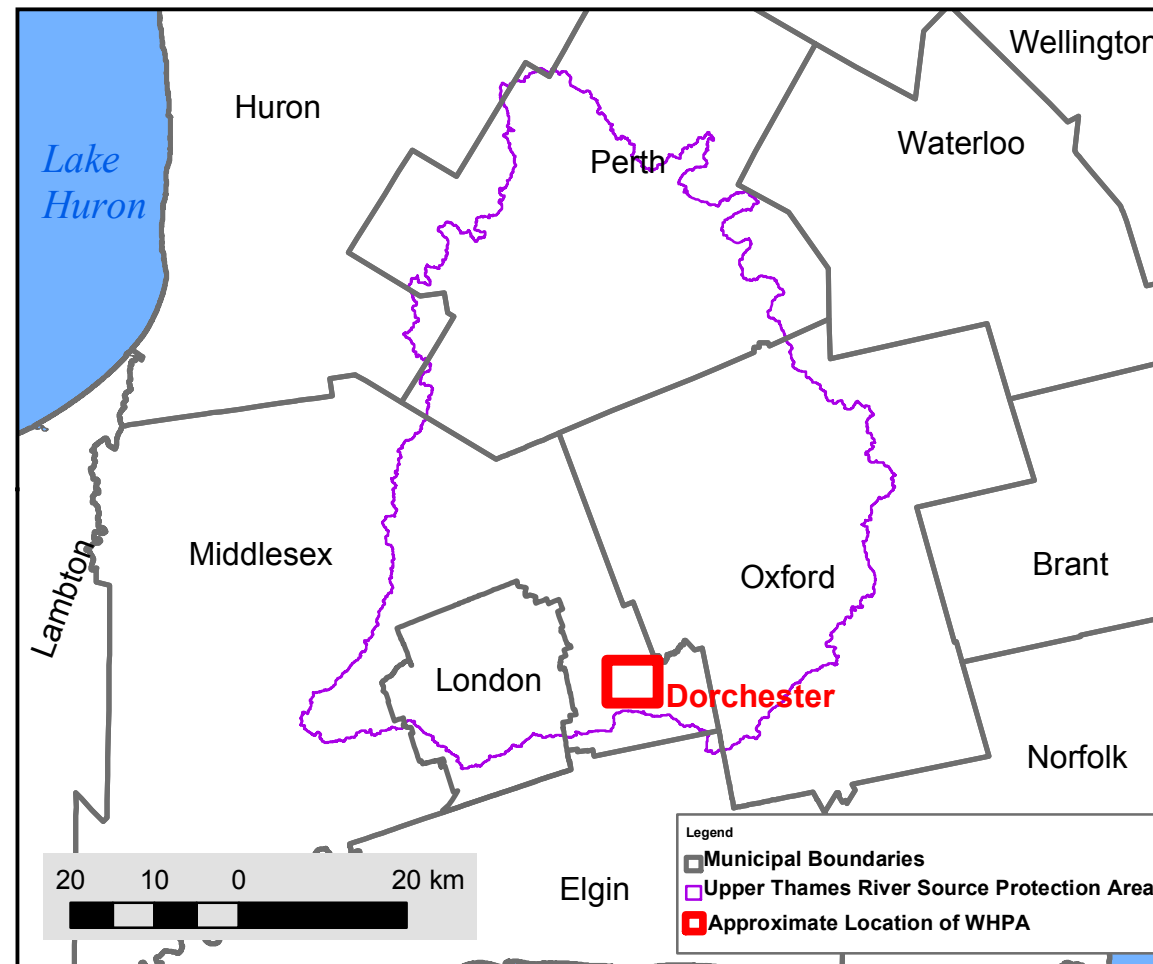 Wellington
Huron
Waterloo
Lake
Huron
Perth
Middlesex
Oxford
Brant
Lambton
London
Dorchester
Norfolk
Legend
Municipal Boundaries
Upper Thames River Source Protection Area
Approximate Location of WHPA
20 10 0 20 km
Elgin